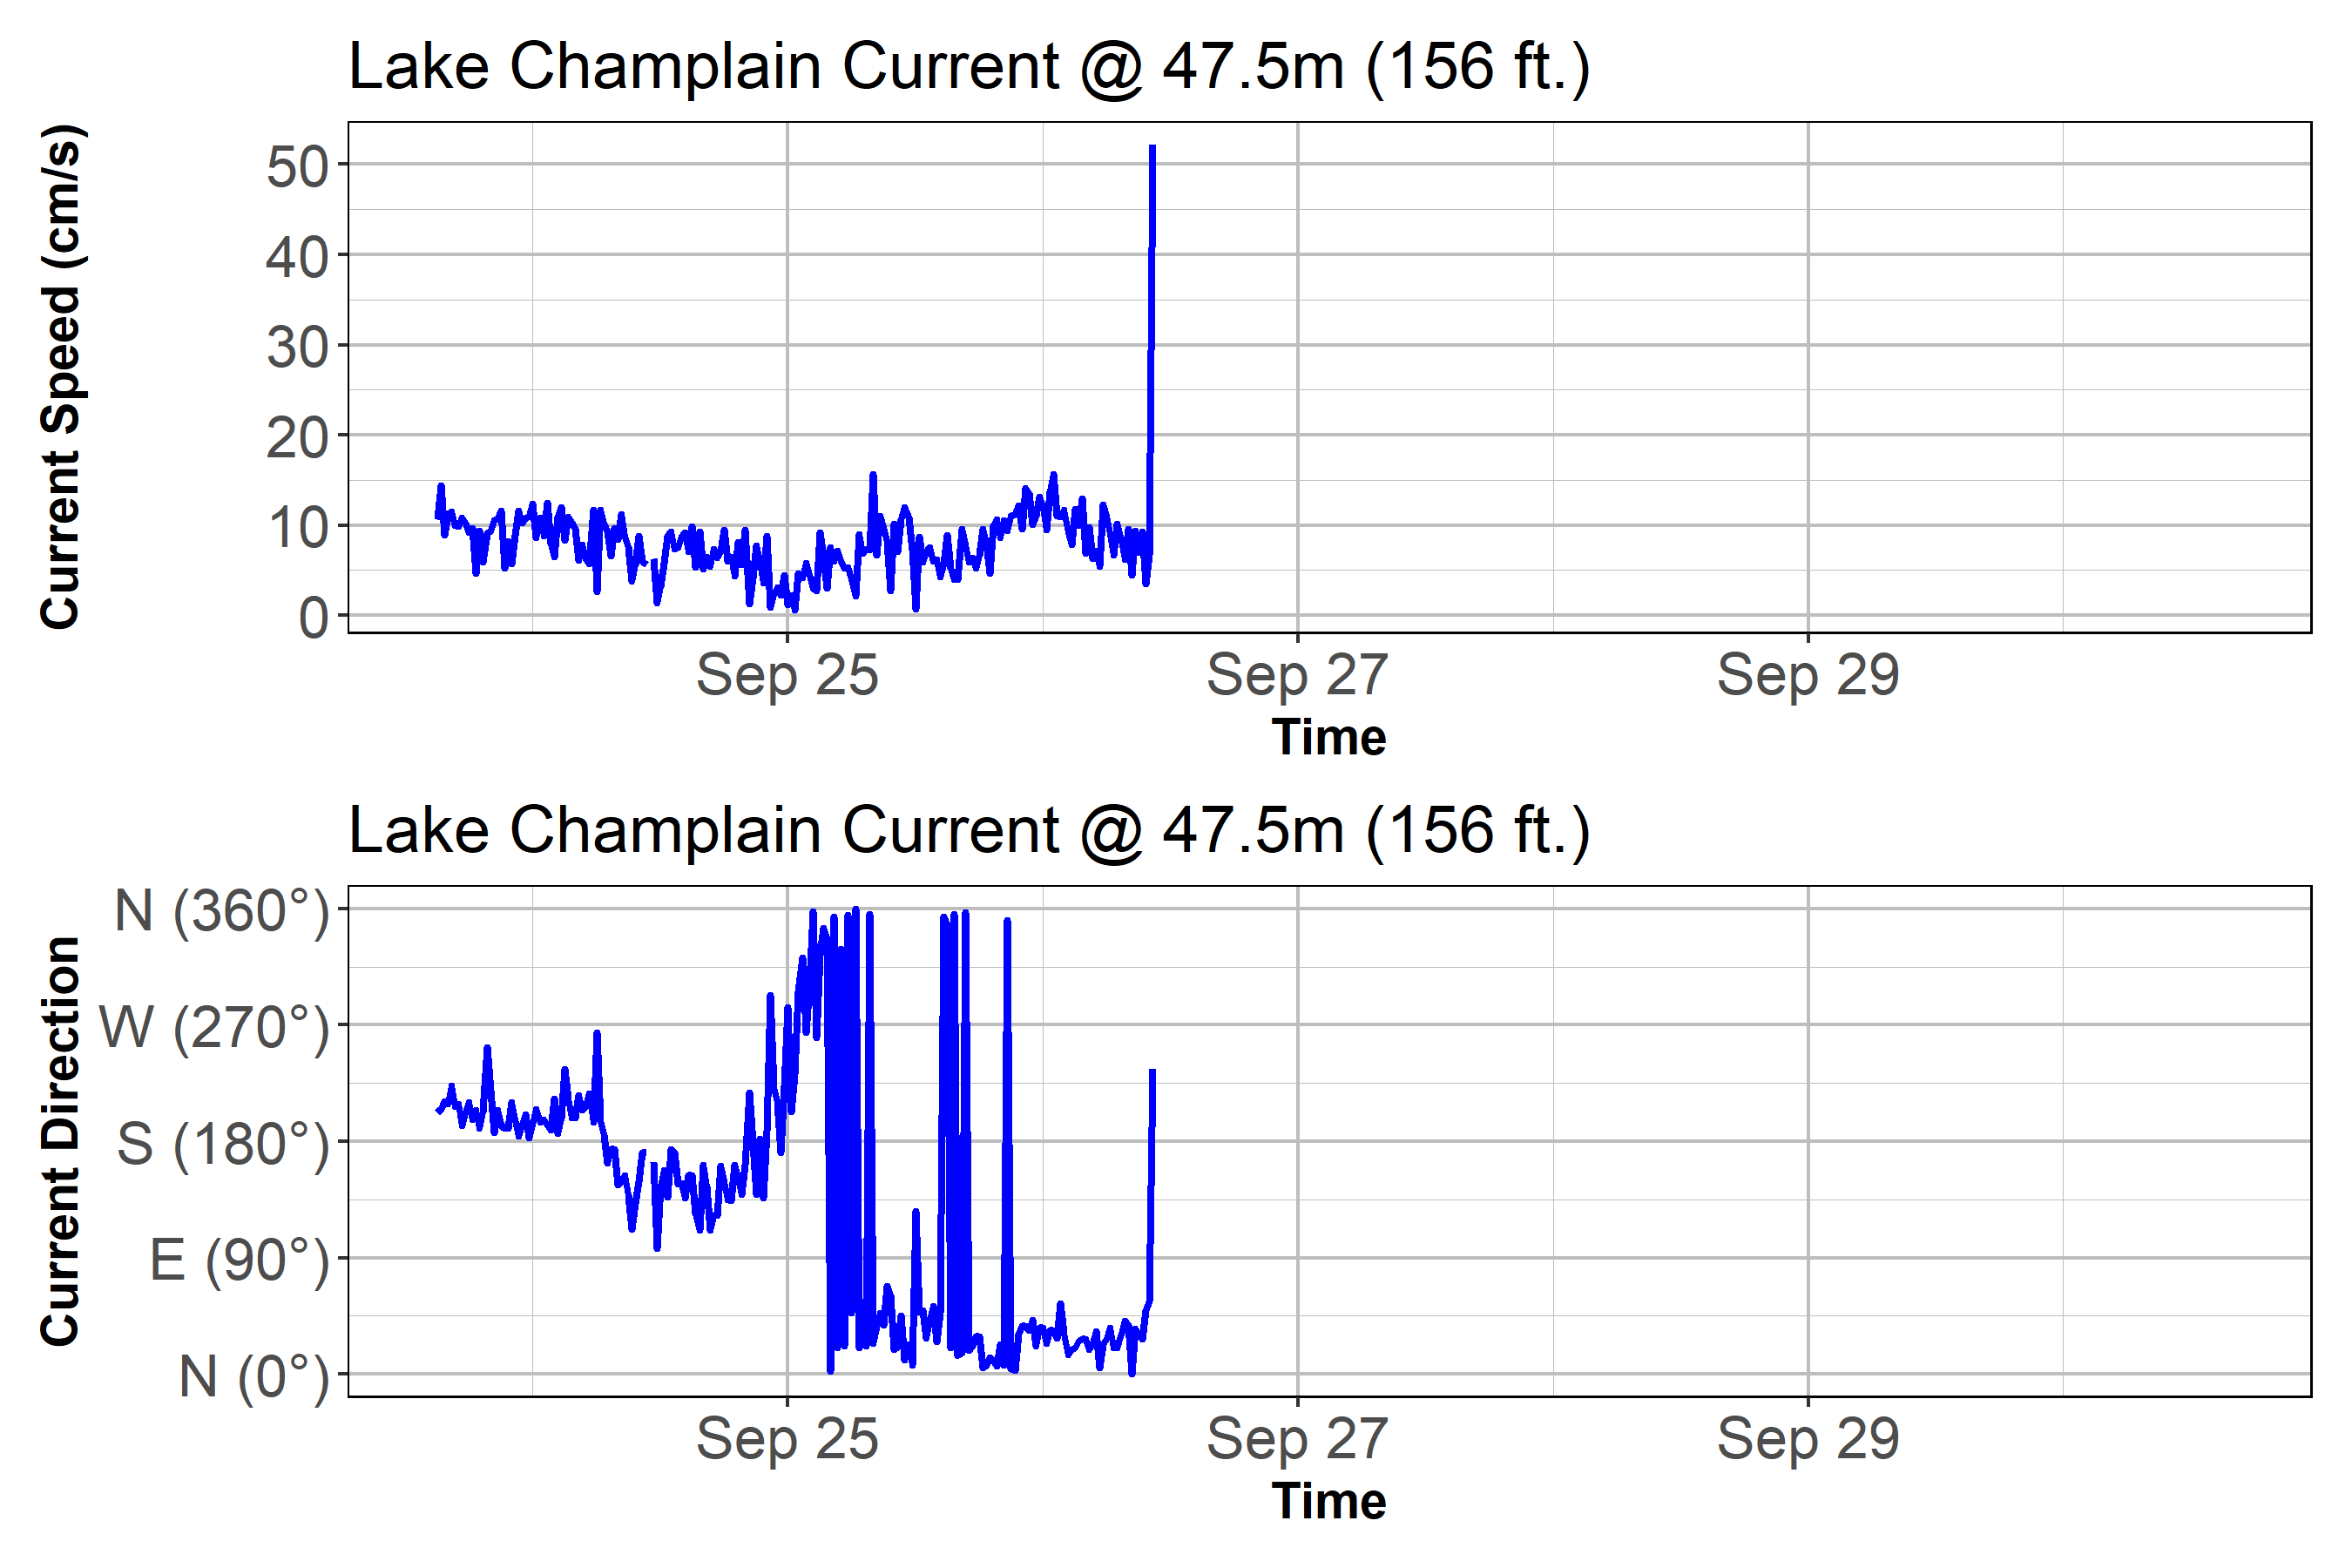 Lake Champlain Current @ 47.5m (156 ft.)
Current Speed (cm/s)
50
40
30
20
10
0
Sep 25 Sep 27 Sep 29
Time
Lake Champlain Current @ 47.5m (156 ft.)
Current Direction
N (360°)
W (270°)
S (180°)
E (90°)
N (0°)
Sep 25 Sep 27 Sep 29
Time